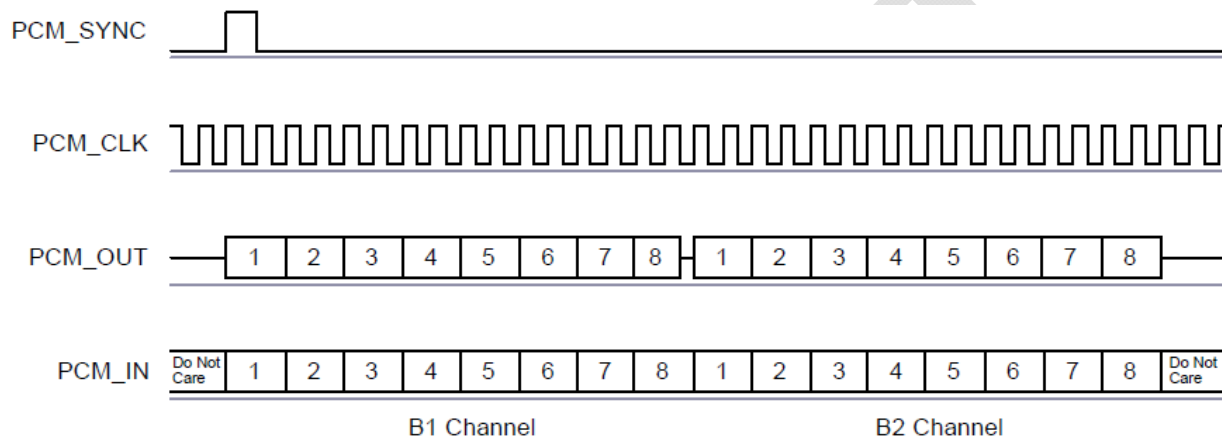 PCM_SYNC
PCM_CLK
PCM_OUT 1 2 3 4 5 6 7 8 1 2 3 4 5 6 7 8
PCM_IN Do Not Care 1 2 3 4 5 6 7 8 1 2 3 4 5 6 7 8 Do Not Care
B1 Channel B2 Channel